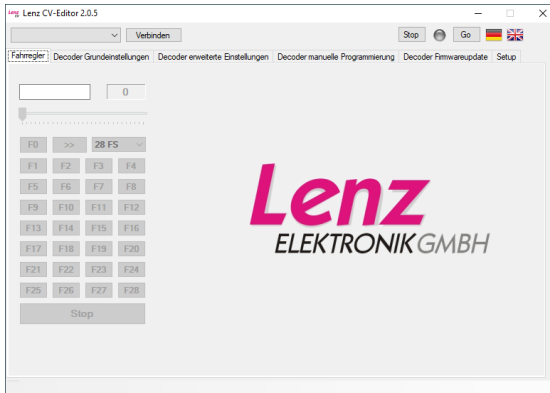 Lenz CV-Editor 2.0.5
Verbinden Stop Go
Fahrregler Decoder Grundeinstellungen Decoder erweiterte Einstellungen Decoder manuelle Programmierung Decoder Firmwareupdate Setup
0
F0 >> 28 FS
F1 F2 F3 F4
F5 F6 F7 F8
F9 F10 F11 F12
F13 F14 F15 F16
F17 F18 F19 F20
F21 F22 F23 F24
F25 F26 F27 F28
Stop
Lenz
ELEKTRONIK GMBH